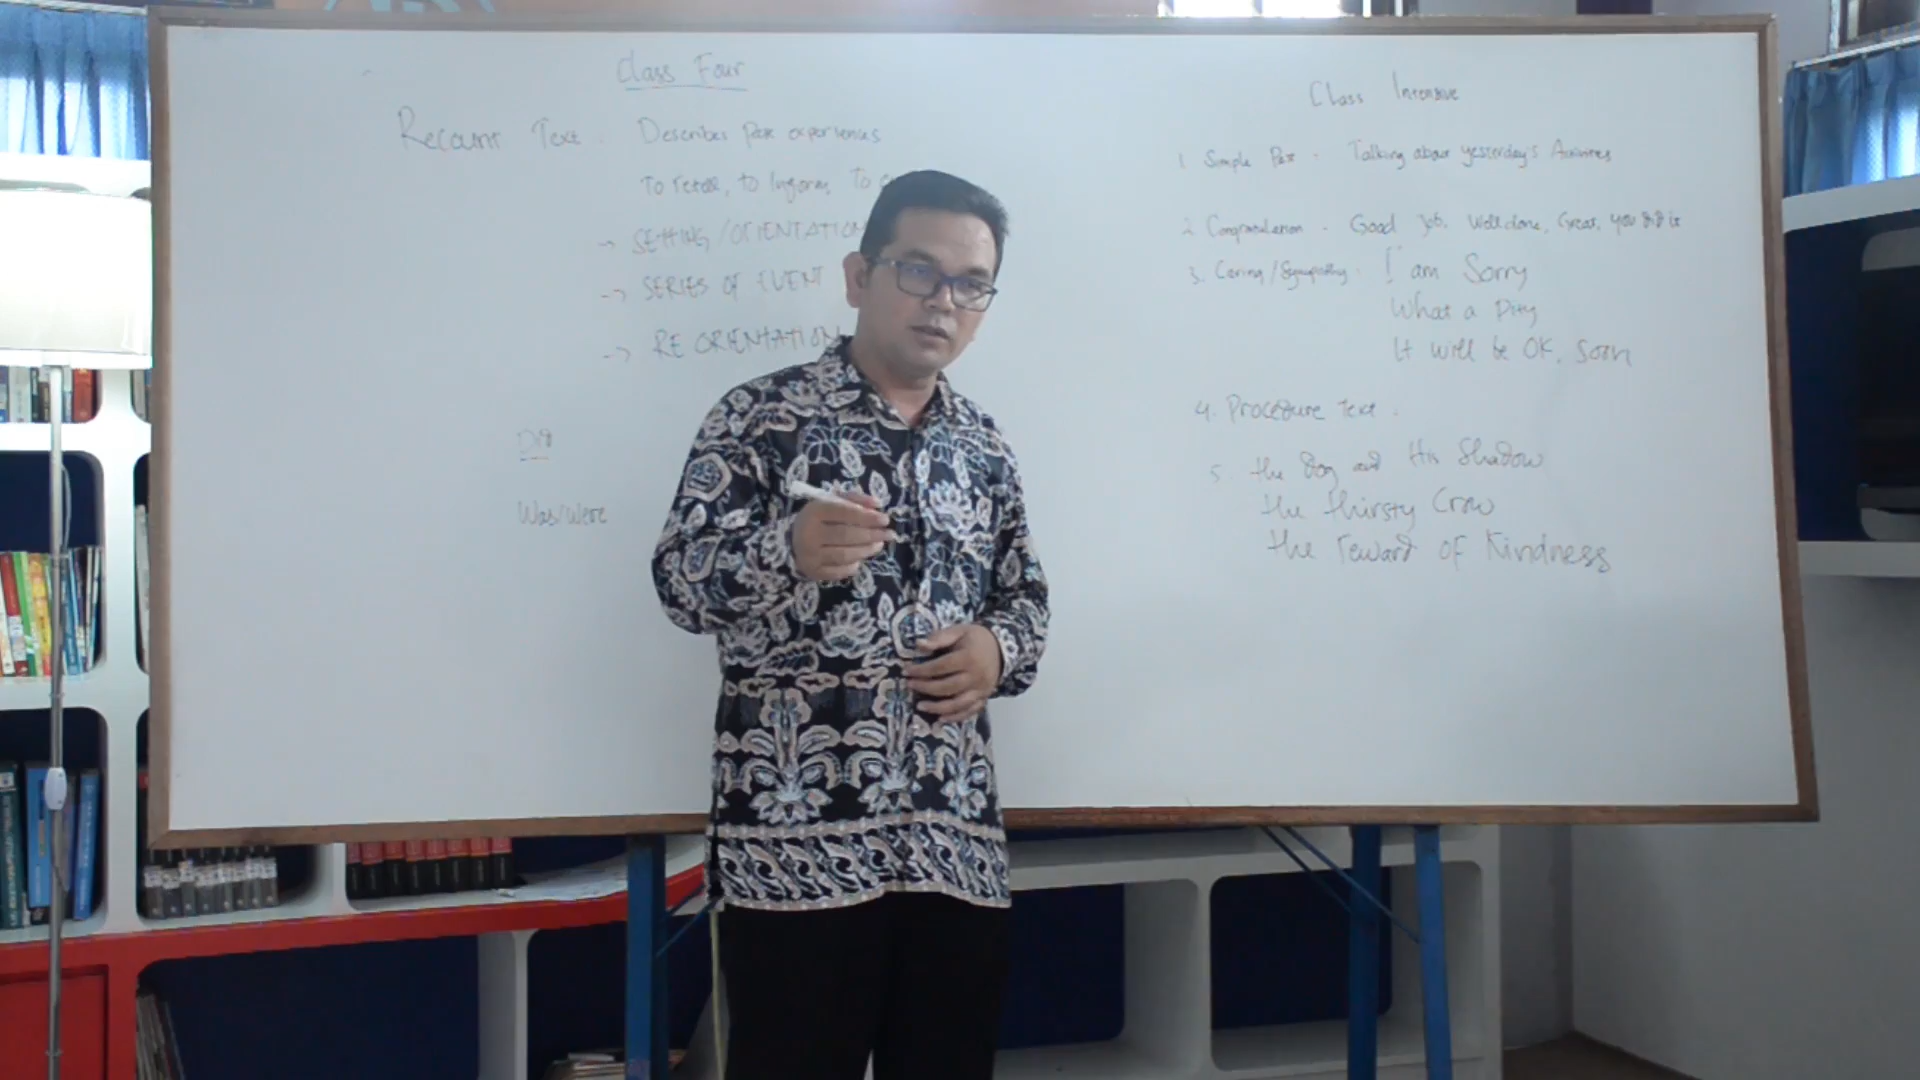 Class Four
Recount Text : Describes Past experiences
To retell, to Inform, To
-> SETTING/ORIENTATION
-> SERIES OF EVENT
-> RE ORIENTATION
Did
Was/Were
Class Intensive
1. Simple Past - Talking about yesterday's Activities
2. Congratulation - Good Job, Well done, Great, you did it
3. Caring/Sympathy - I am Sorry
What a Pity
It will be OK, Soon
4. Procedure Text :
5. the Dog and His Shadow
the thirsty Crow
the reward of Kindness